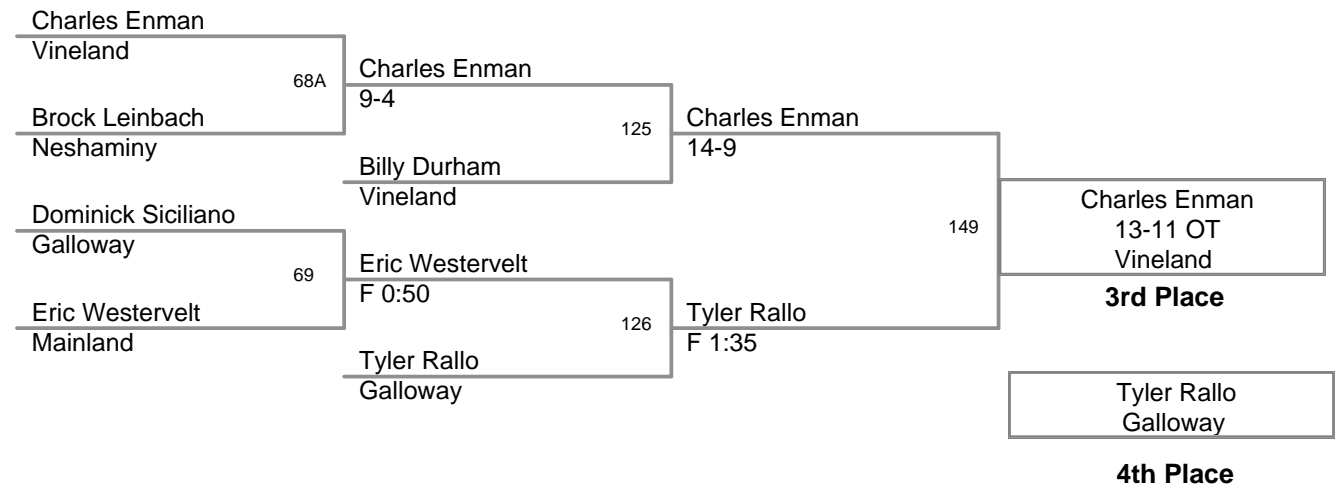 Charles Enman
Vineland
68A
Brock Leinbach
Neshaminy
Charles Enman
9-4
125
Billy Durham
Vineland
Charles Enman
14-9
Dominick Siciliano
Galloway
69
Eric Westervelt
Mainland
Eric Westervelt
F 0:50
126
Tyler Rallo
Galloway
Tyler Rallo
F 1:35
149
Charles Enman
13-11 OT
Vineland
3rd Place
Tyler Rallo
Galloway
4th Place